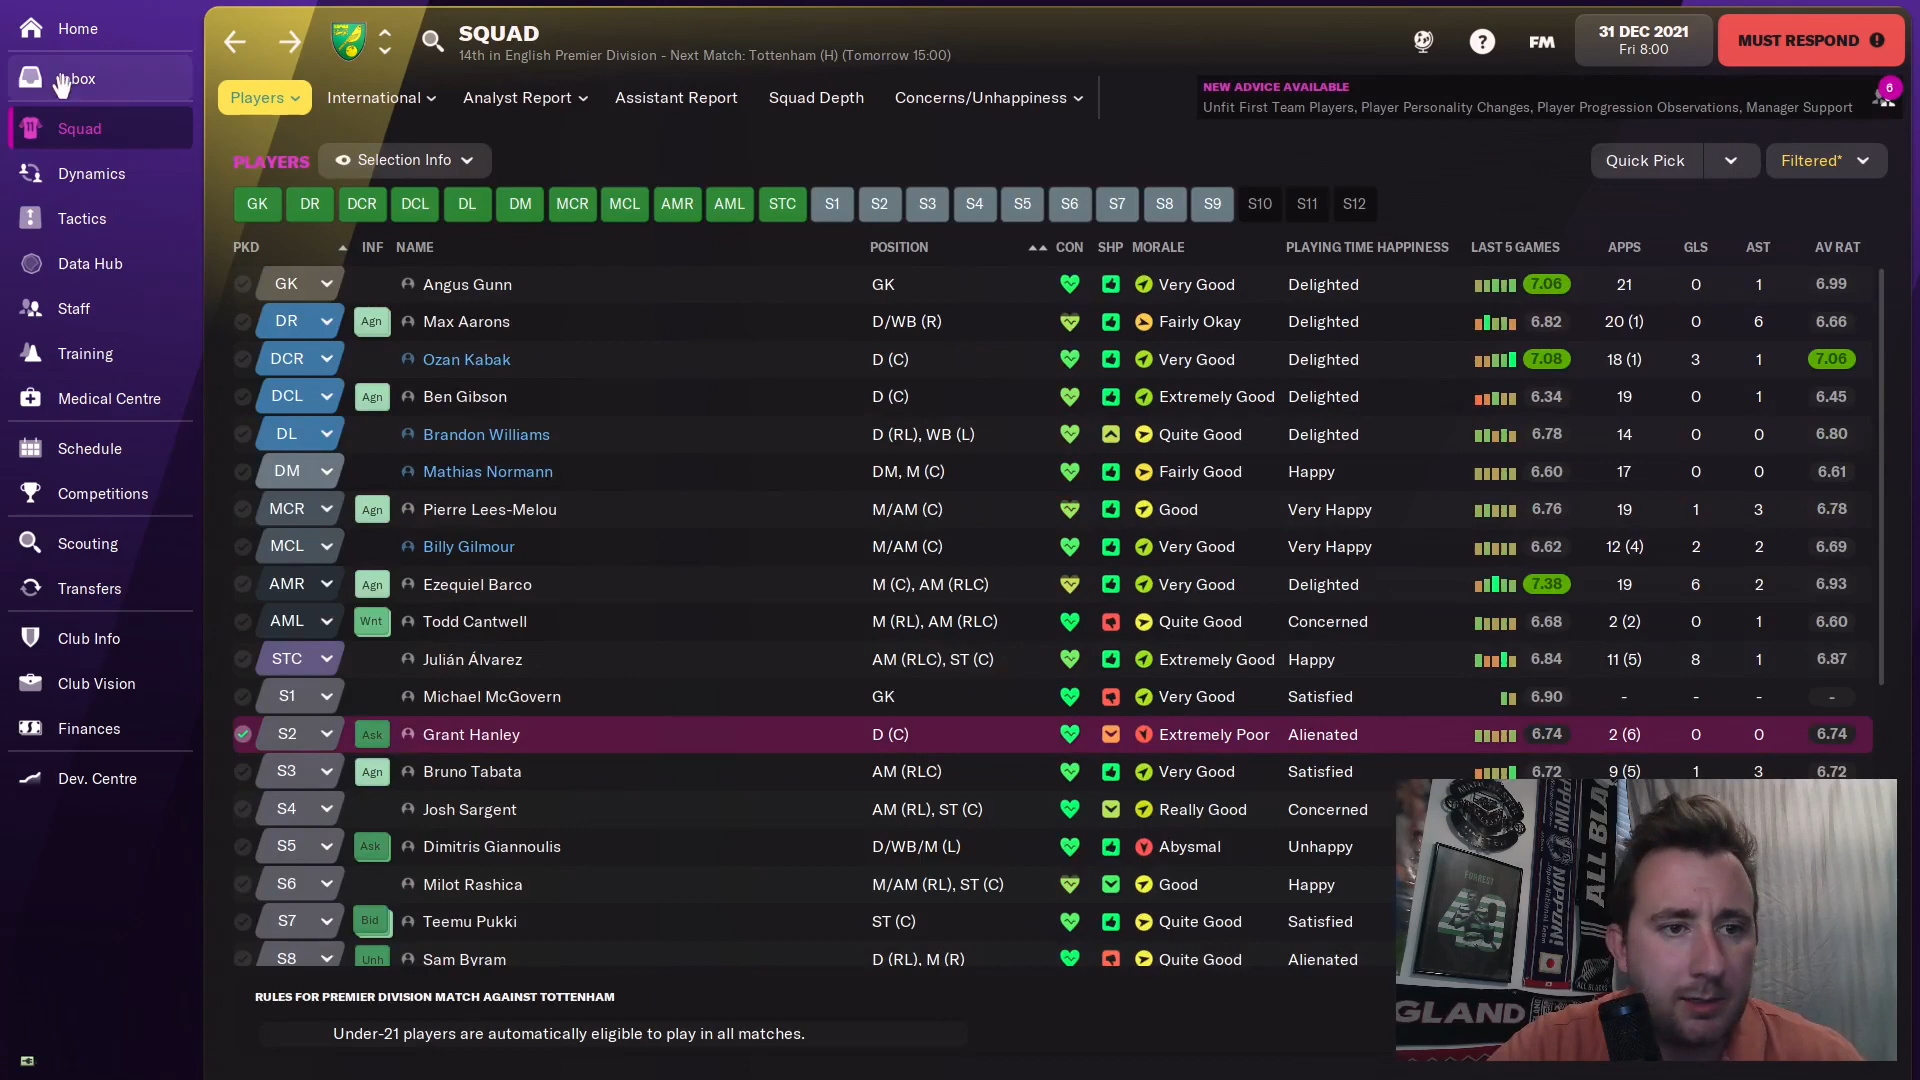 Home
Inbox
Squad
Dynamics
Tactics
Data Hub
Staff
Training
Medical Centre
Schedule
Competitions
Scouting
Transfers
Club Info
Club Vision
Finances
Dev. Centre
SQUAD
14th in English Premier Division - Next Match: Tottenham (H) (Tomorrow 15:00)
FM
31 DEC 2021
Fri 8:00
MUST RESPOND
Players International Analyst Report Assistant Report Squad Depth Concerns/Unhappiness
NEW ADVICE AVAILABLE
Unfit First Team Players, Player Personality Changes, Player Progression Observations, Manager Support
6
PLAYERS Selection Info Quick Pick Filtered*
GK DR DCR DCL DL DM MCR MCL AMR AML STC S1 S2 S3 S4 S5 S6 S7 S8 S9 S10 S11 S12
PKD INF NAME POSITION CON SHP MORALE PLAYING TIME HAPPINESS LAST 5 GAMES APPS GLS AST AV RAT
GK Angus Gunn GK Very Good Delighted 7.06 21 0 1 6.99
DR Agn Max Aarons D/WB (R) Fairly Okay Delighted 6.82 20 (1) 0 6 6.66
DCR Ozan Kabak D (C) Very Good Delighted 7.08 18 (1) 3 1 7.06
DCL Agn Ben Gibson D (C) Extremely Good Delighted 6.34 19 0 1 6.45
DL Brandon Williams D (RL), WB (L) Quite Good Delighted 6.78 14 0 0 6.80
DM Mathias Normann DM, M (C) Fairly Good Happy 6.60 17 0 0 6.61
MCR Agn Pierre Lees-Melou M/AM (C) Good Very Happy 6.76 19 1 3 6.78
MCL Billy Gilmour M/AM (C) Very Good Very Happy 6.62 12 (4) 2 2 6.69
AMR Agn Ezequiel Barco M (C), AM (RLC) Very Good Delighted 7.38 19 6 2 6.93
AML Wnt Todd Cantwell M (RL), AM (RLC) Quite Good Concerned 6.68 2 (2) 0 1 6.60
STC Julián Álvarez AM (RLC), ST (C) Extremely Good Happy 6.84 11 (5) 8 1 6.87
S1 Michael McGovern GK Very Good Satisfied 6.90 - - - -
S2 Ask Grant Hanley D (C) Extremely Poor Alienated 6.74 2 (6) 0 0 6.74
S3 Agn Bruno Tabata AM (RLC) Very Good Satisfied 6.72 9 (5) 1 3 6.72
S4 Josh Sargent AM (RL), ST (C) Really Good Concerned
S5 Ask Dimitris Giannoulis D/WB/M (L) Abysmal Unhappy
S6 Milot Rashica M/AM (RL), ST (C) Good Happy
S7 Bid Teemu Pukki ST (C) Quite Good Satisfied
S8 Unh Sam Byram D (RL), M (R) Quite Good Alienated
RULES FOR PREMIER DIVISION MATCH AGAINST TOTTENHAM
Under-21 players are automatically eligible to play in all matches.
FORREST
49
NIPPON!
NIPPON!
ALL BLA
GLAND